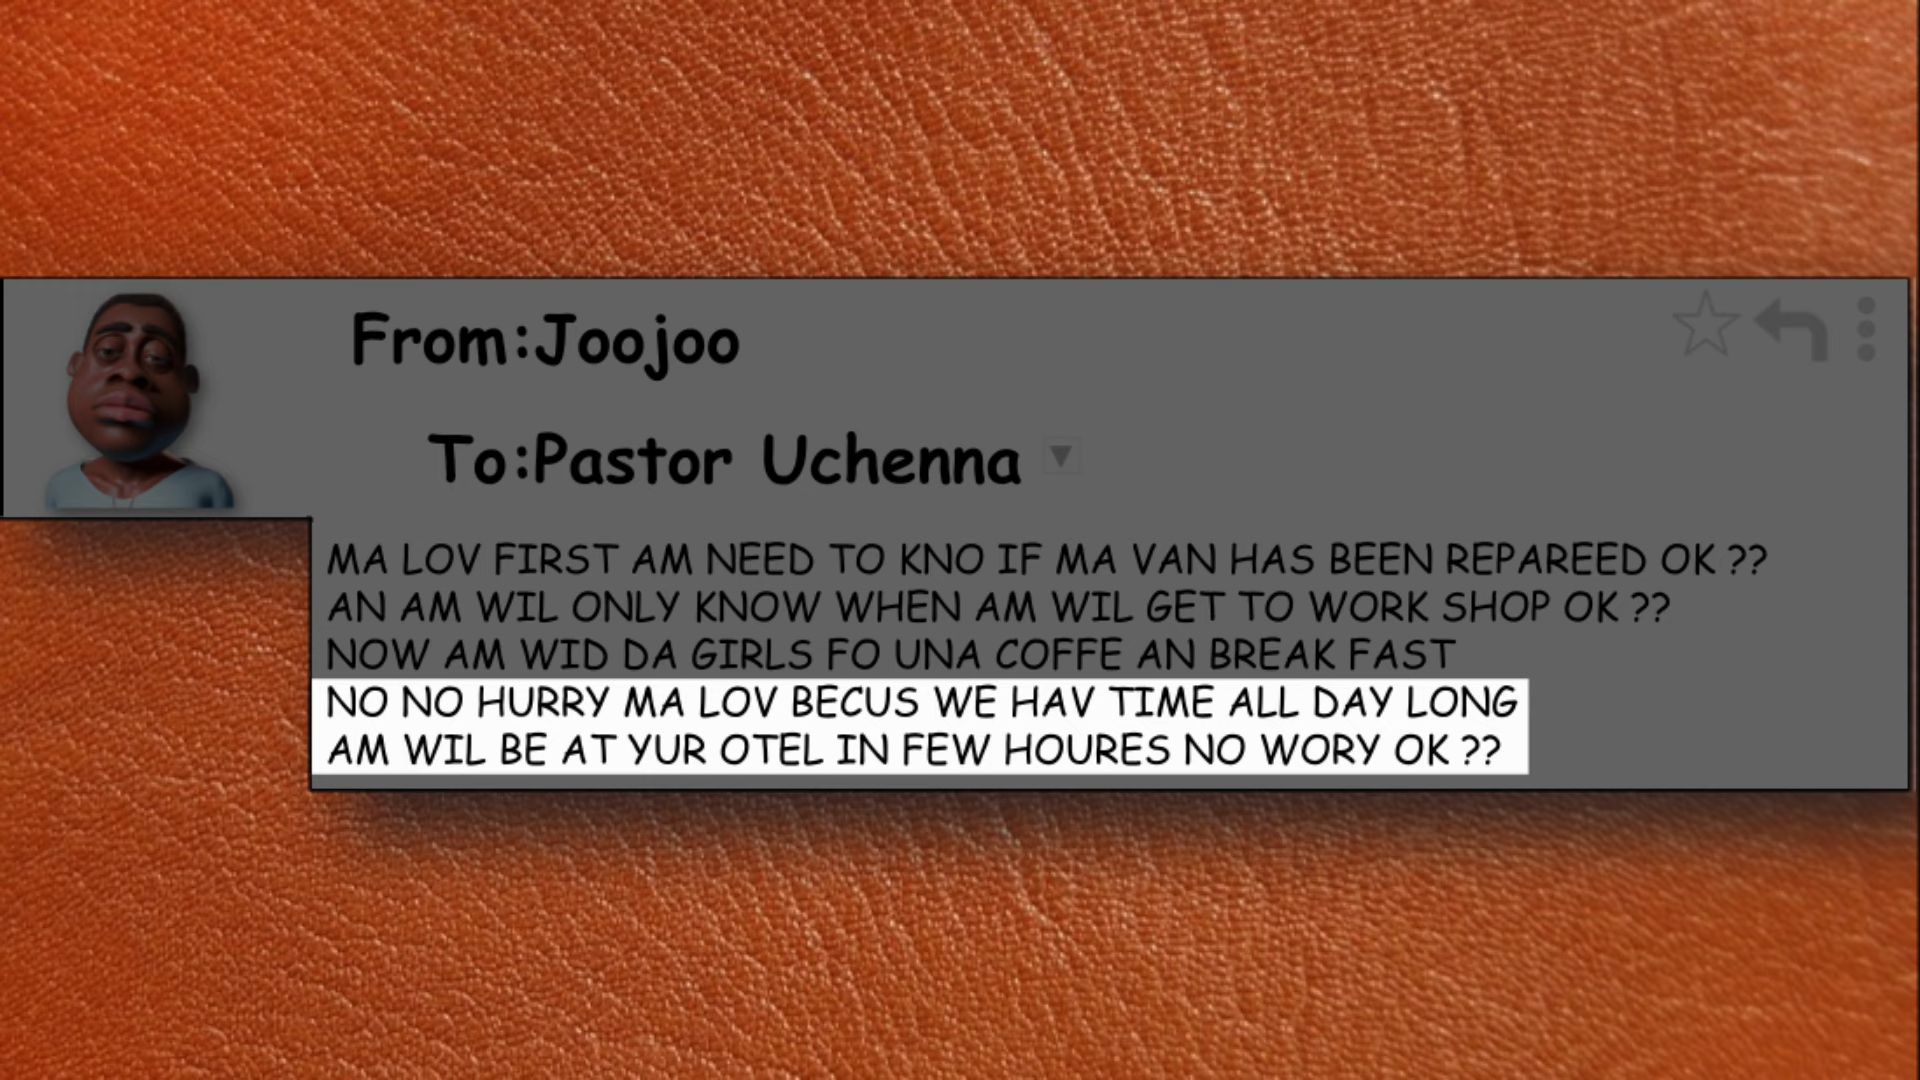 From:Joojoo
To:Pastor Uchenna
MA LOV FIRST AM NEED TO KNO IF MA VAN HAS BEEN REPAREED OK ??
AN AM WIL ONLY KNOW WHEN AM WIL GET TO WORK SHOP OK ??
NOW AM WID DA GIRLS FO UNA COFFE AN BREAK FAST
NO NO HURRY MA LOV BECUS WE HAV TIME ALL DAY LONG
AM WIL BE AT YUR OTEL IN FEW HOURES NO WORY OK ??